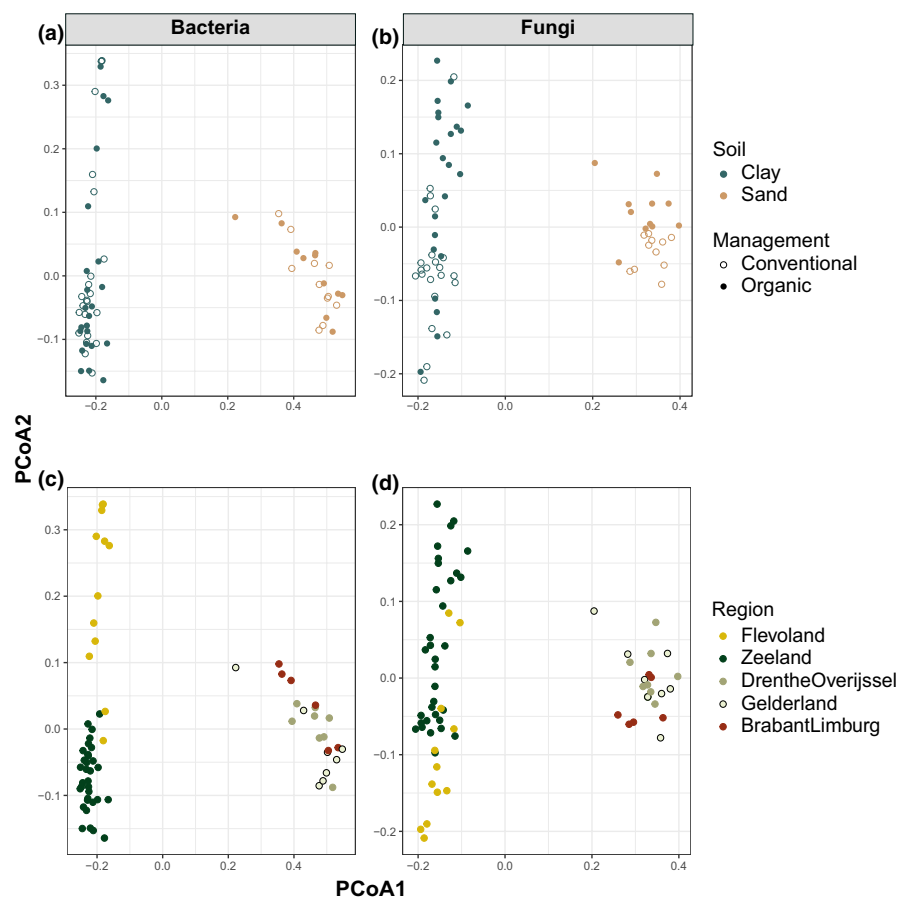 (a) Bacteria
(b) Fungi
0.3
0.2
0.1
0.0
−0.1
−0.2 0.0 0.2 0.4
0.2
0.1
0.0
−0.1
−0.2
−0.2 0.0 0.2 0.4
Soil
Clay
Sand
Management
Conventional
Organic
PCoA2
(c)
(d)
0.3
0.2
0.1
0.0
−0.1
−0.2 0.0 0.2 0.4
0.2
0.1
0.0
−0.1
−0.2
−0.2 0.0 0.2 0.4
Region
Flevoland
Zeeland
DrentheOverijssel
Gelderland
BrabantLimburg
PCoA1